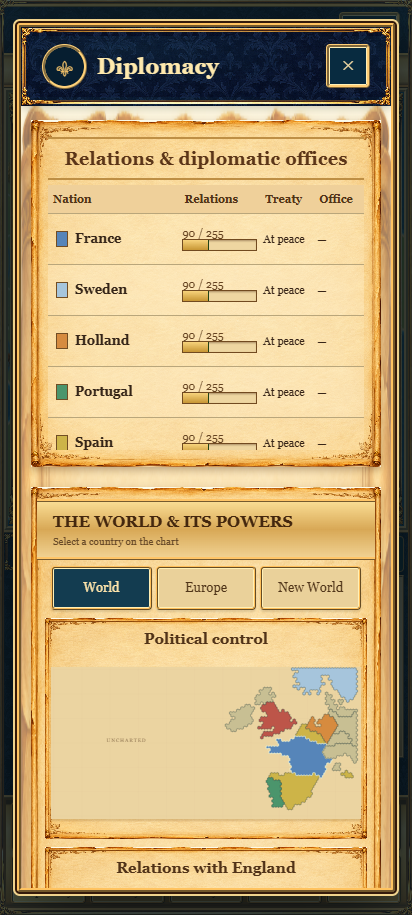 Diplomacy
×
Relations & diplomatic offices
Nation Relations Treaty Office
France 90 / 255 At peace —
Sweden 90 / 255 At peace —
Holland 90 / 255 At peace —
Portugal 90 / 255 At peace —
Spain 90 / 255 At peace —
THE WORLD & ITS POWERS
Select a country on the chart
World Europe New World
Political control
UNCHARTED
Relations with England